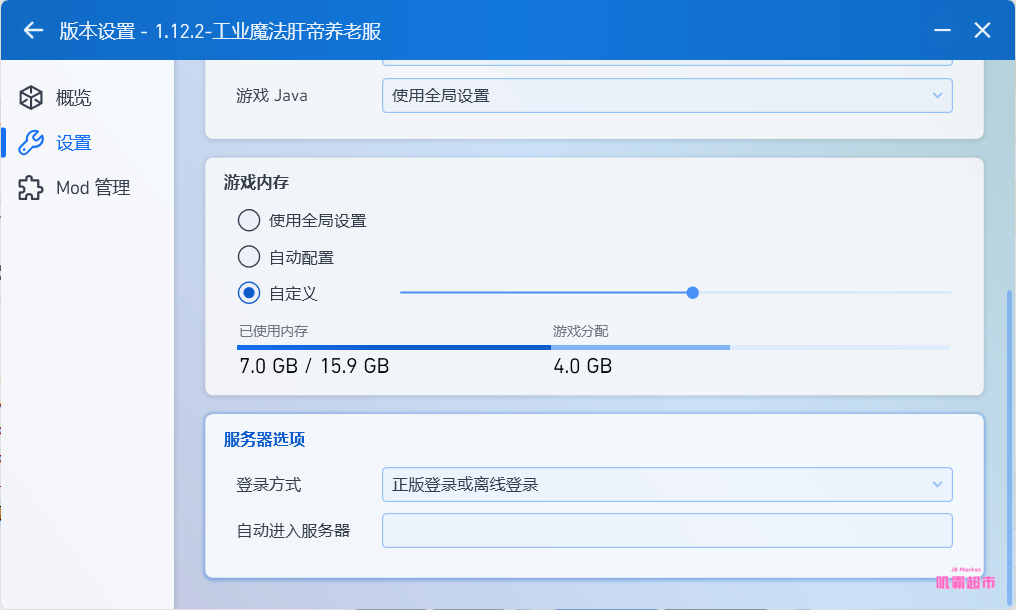 版本设置 - 1.12.2-工业魔法肝帝养老服
概览
设置
Mod 管理
游戏 Java
使用全局设置
游戏内存
使用全局设置
自动配置
自定义
已使用内存
游戏分配
7.0 GB / 15.9 GB
4.0 GB
服务器选项
登录方式
正版登录或离线登录
自动进入服务器
JB Market
叽霸超市